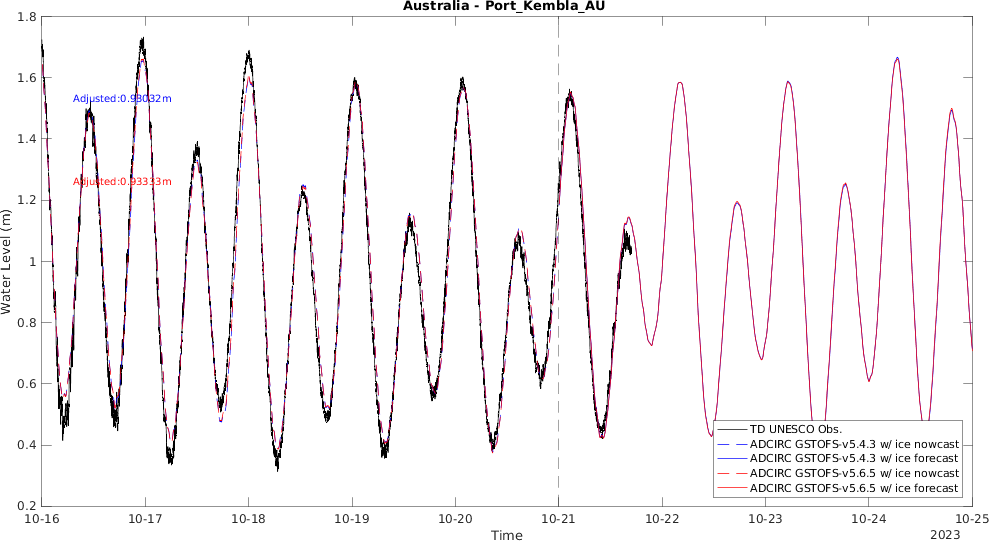 Australia - Port_Kembla_AU
1.8
1.6
1.4
1.2
1
0.8
0.6
0.4
0.2
Water Level (m)
Adjusted:0.93032m
Adjusted:0.93333m
TD UNESCO Obs.
ADCIRC GSTOFS-v5.4.3 w/ ice nowcast
ADCIRC GSTOFS-v5.4.3 w/ ice forecast
ADCIRC GSTOFS-v5.6.5 w/ ice nowcast
ADCIRC GSTOFS-v5.6.5 w/ ice forecast
10-16 10-17 10-18 10-19 10-20 10-21 10-22 10-23 10-24 10-25
Time
2023